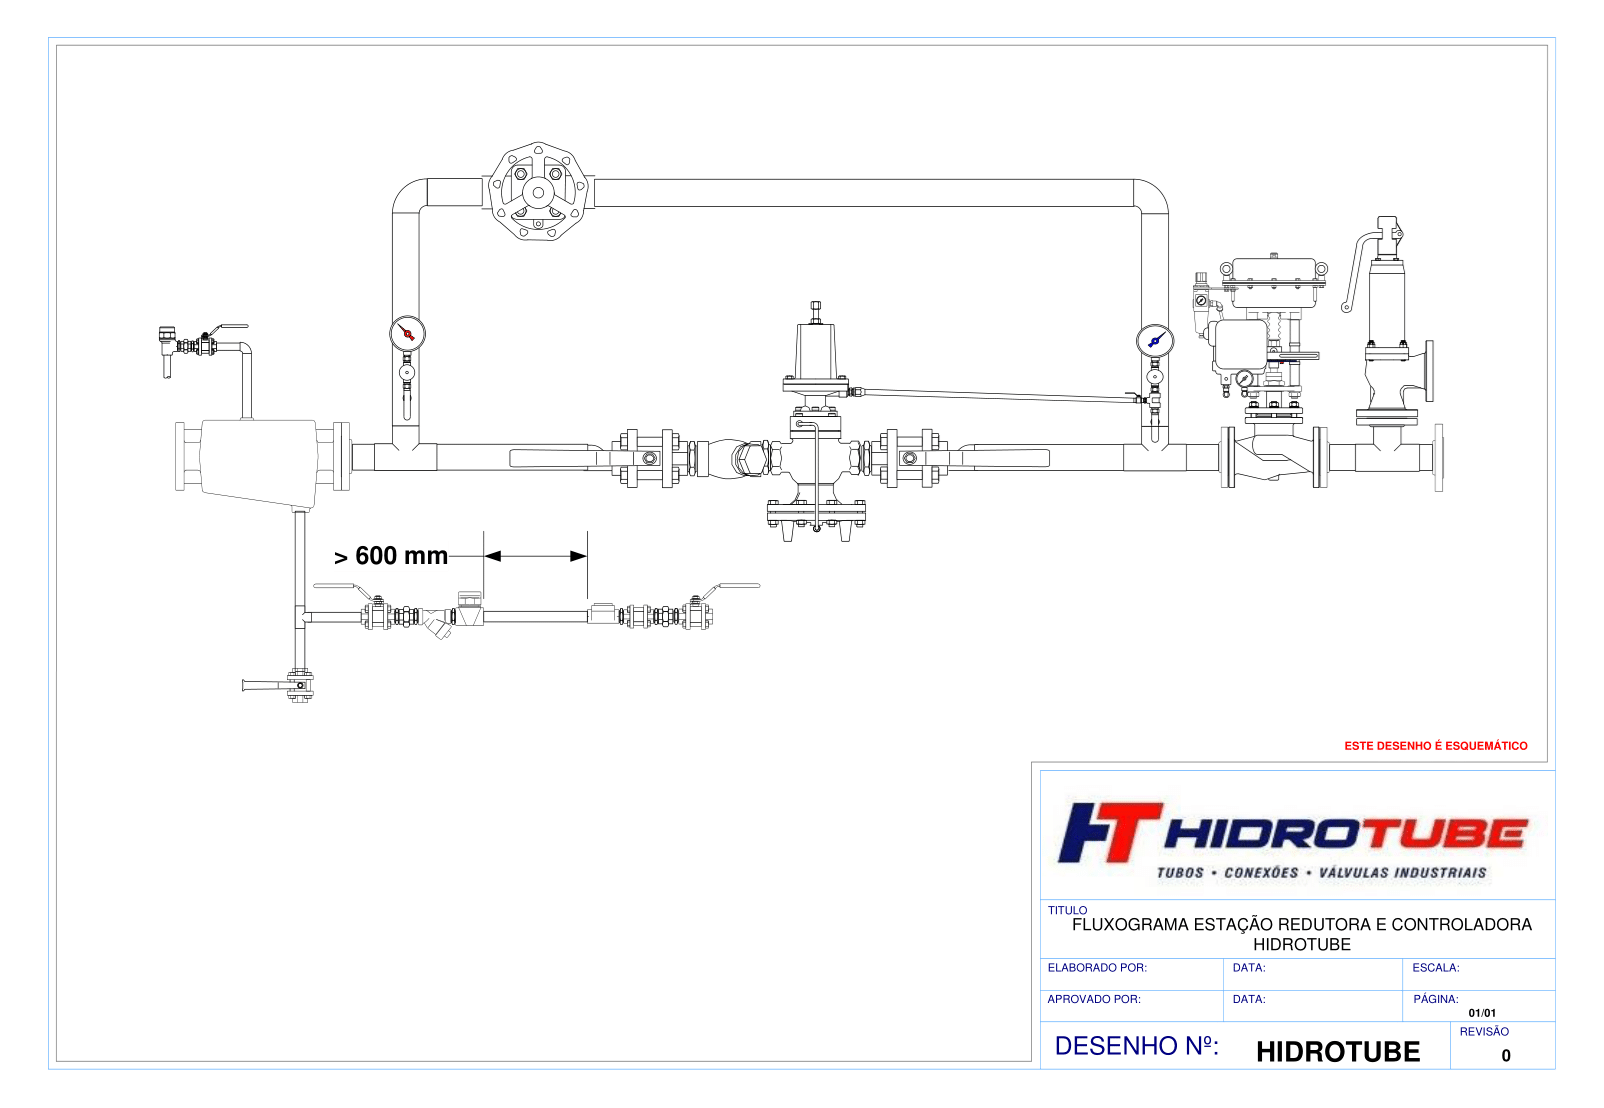 > 600 mm
ESTE DESENHO É ESQUEMÁTICO
HT HIDROTUBE
TUBOS • CONEXÕES • VÁLVULAS INDUSTRIAIS
TITULO
FLUXOGRAMA ESTAÇÃO REDUTORA E CONTROLADORA
HIDROTUBE
ELABORADO POR: DATA: ESCALA:
APROVADO POR: DATA: PÁGINA:
01/01
DESENHO Nº: HIDROTUBE
REVISÃO
0